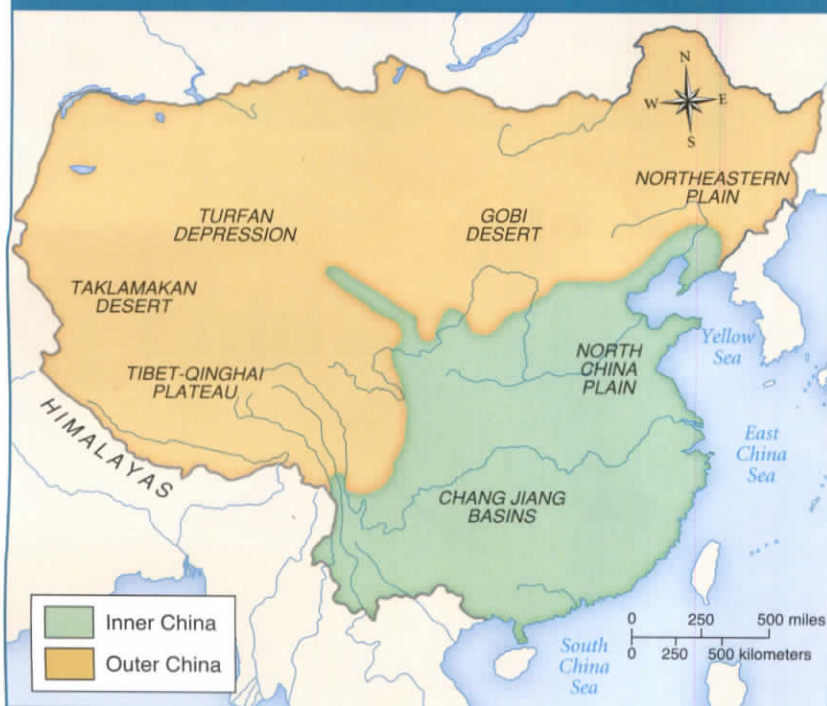 N
W E
S
NORTHEASTERN
PLAIN
TURFAN
DEPRESSION
GOBI
DESERT
TAKLAMAKAN
DESERT
TIBET-QINGHAI
PLATEAU
HIMALAYAS
NORTH
CHINA
PLAIN
Yellow
Sea
East
China
Sea
CHANG JIANG
BASINS
Inner China
Outer China
South
China
Sea
0 250 500 miles
0 250 500 kilometers